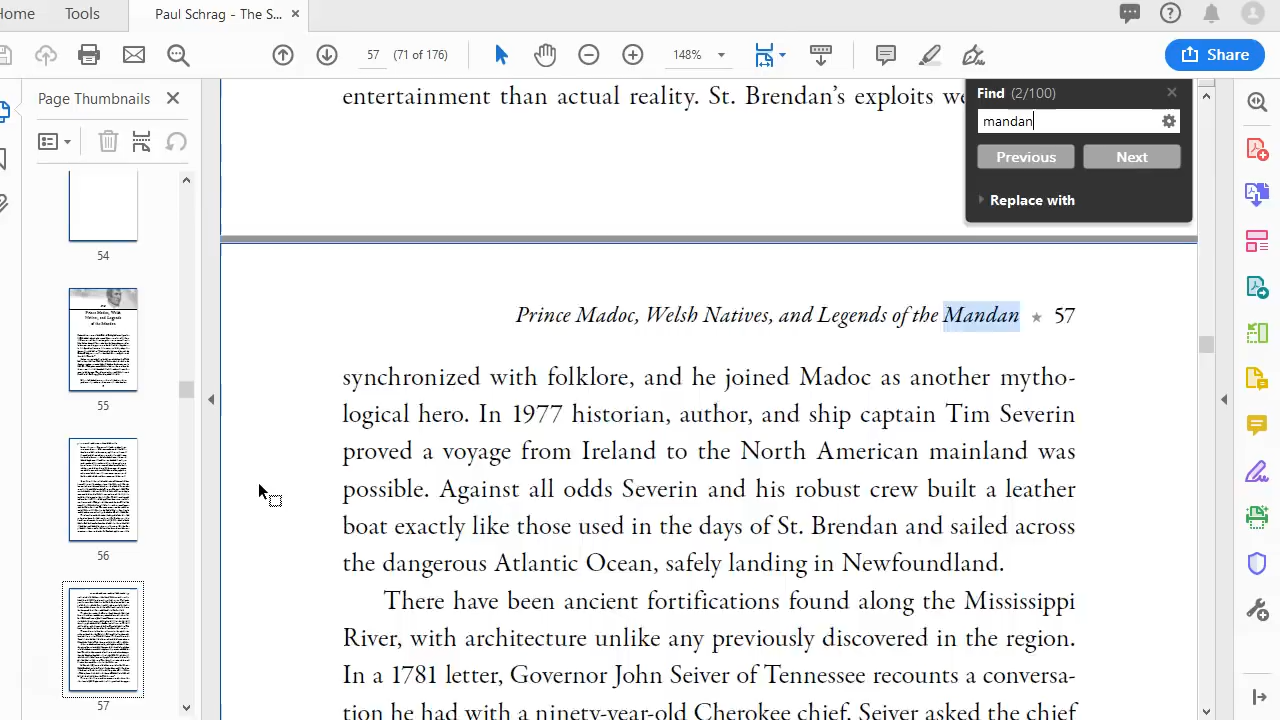 Home
Tools
Paul Schrag - The S...
57
(71 of 176)
148%
Share
Page Thumbnails
54
55
56
57
Find (2/100)
mandan
Previous
Next
Replace with
entertainment than actual reality. St. Brendan's exploits we
Prince Madoc, Welsh Natives, and Legends of the Mandan ★ 57
synchronized with folklore, and he joined Madoc as another mytho-
logical hero. In 1977 historian, author, and ship captain Tim Severin
proved a voyage from Ireland to the North American mainland was
possible. Against all odds Severin and his robust crew built a leather
boat exactly like those used in the days of St. Brendan and sailed across
the dangerous Atlantic Ocean, safely landing in Newfoundland.
There have been ancient fortifications found along the Mississippi
River, with architecture unlike any previously discovered in the region.
In a 1781 letter, Governor John Seiver of Tennessee recounts a conversa-
tion he had with a ninety-year-old Cherokee chief. Seiver asked the chief